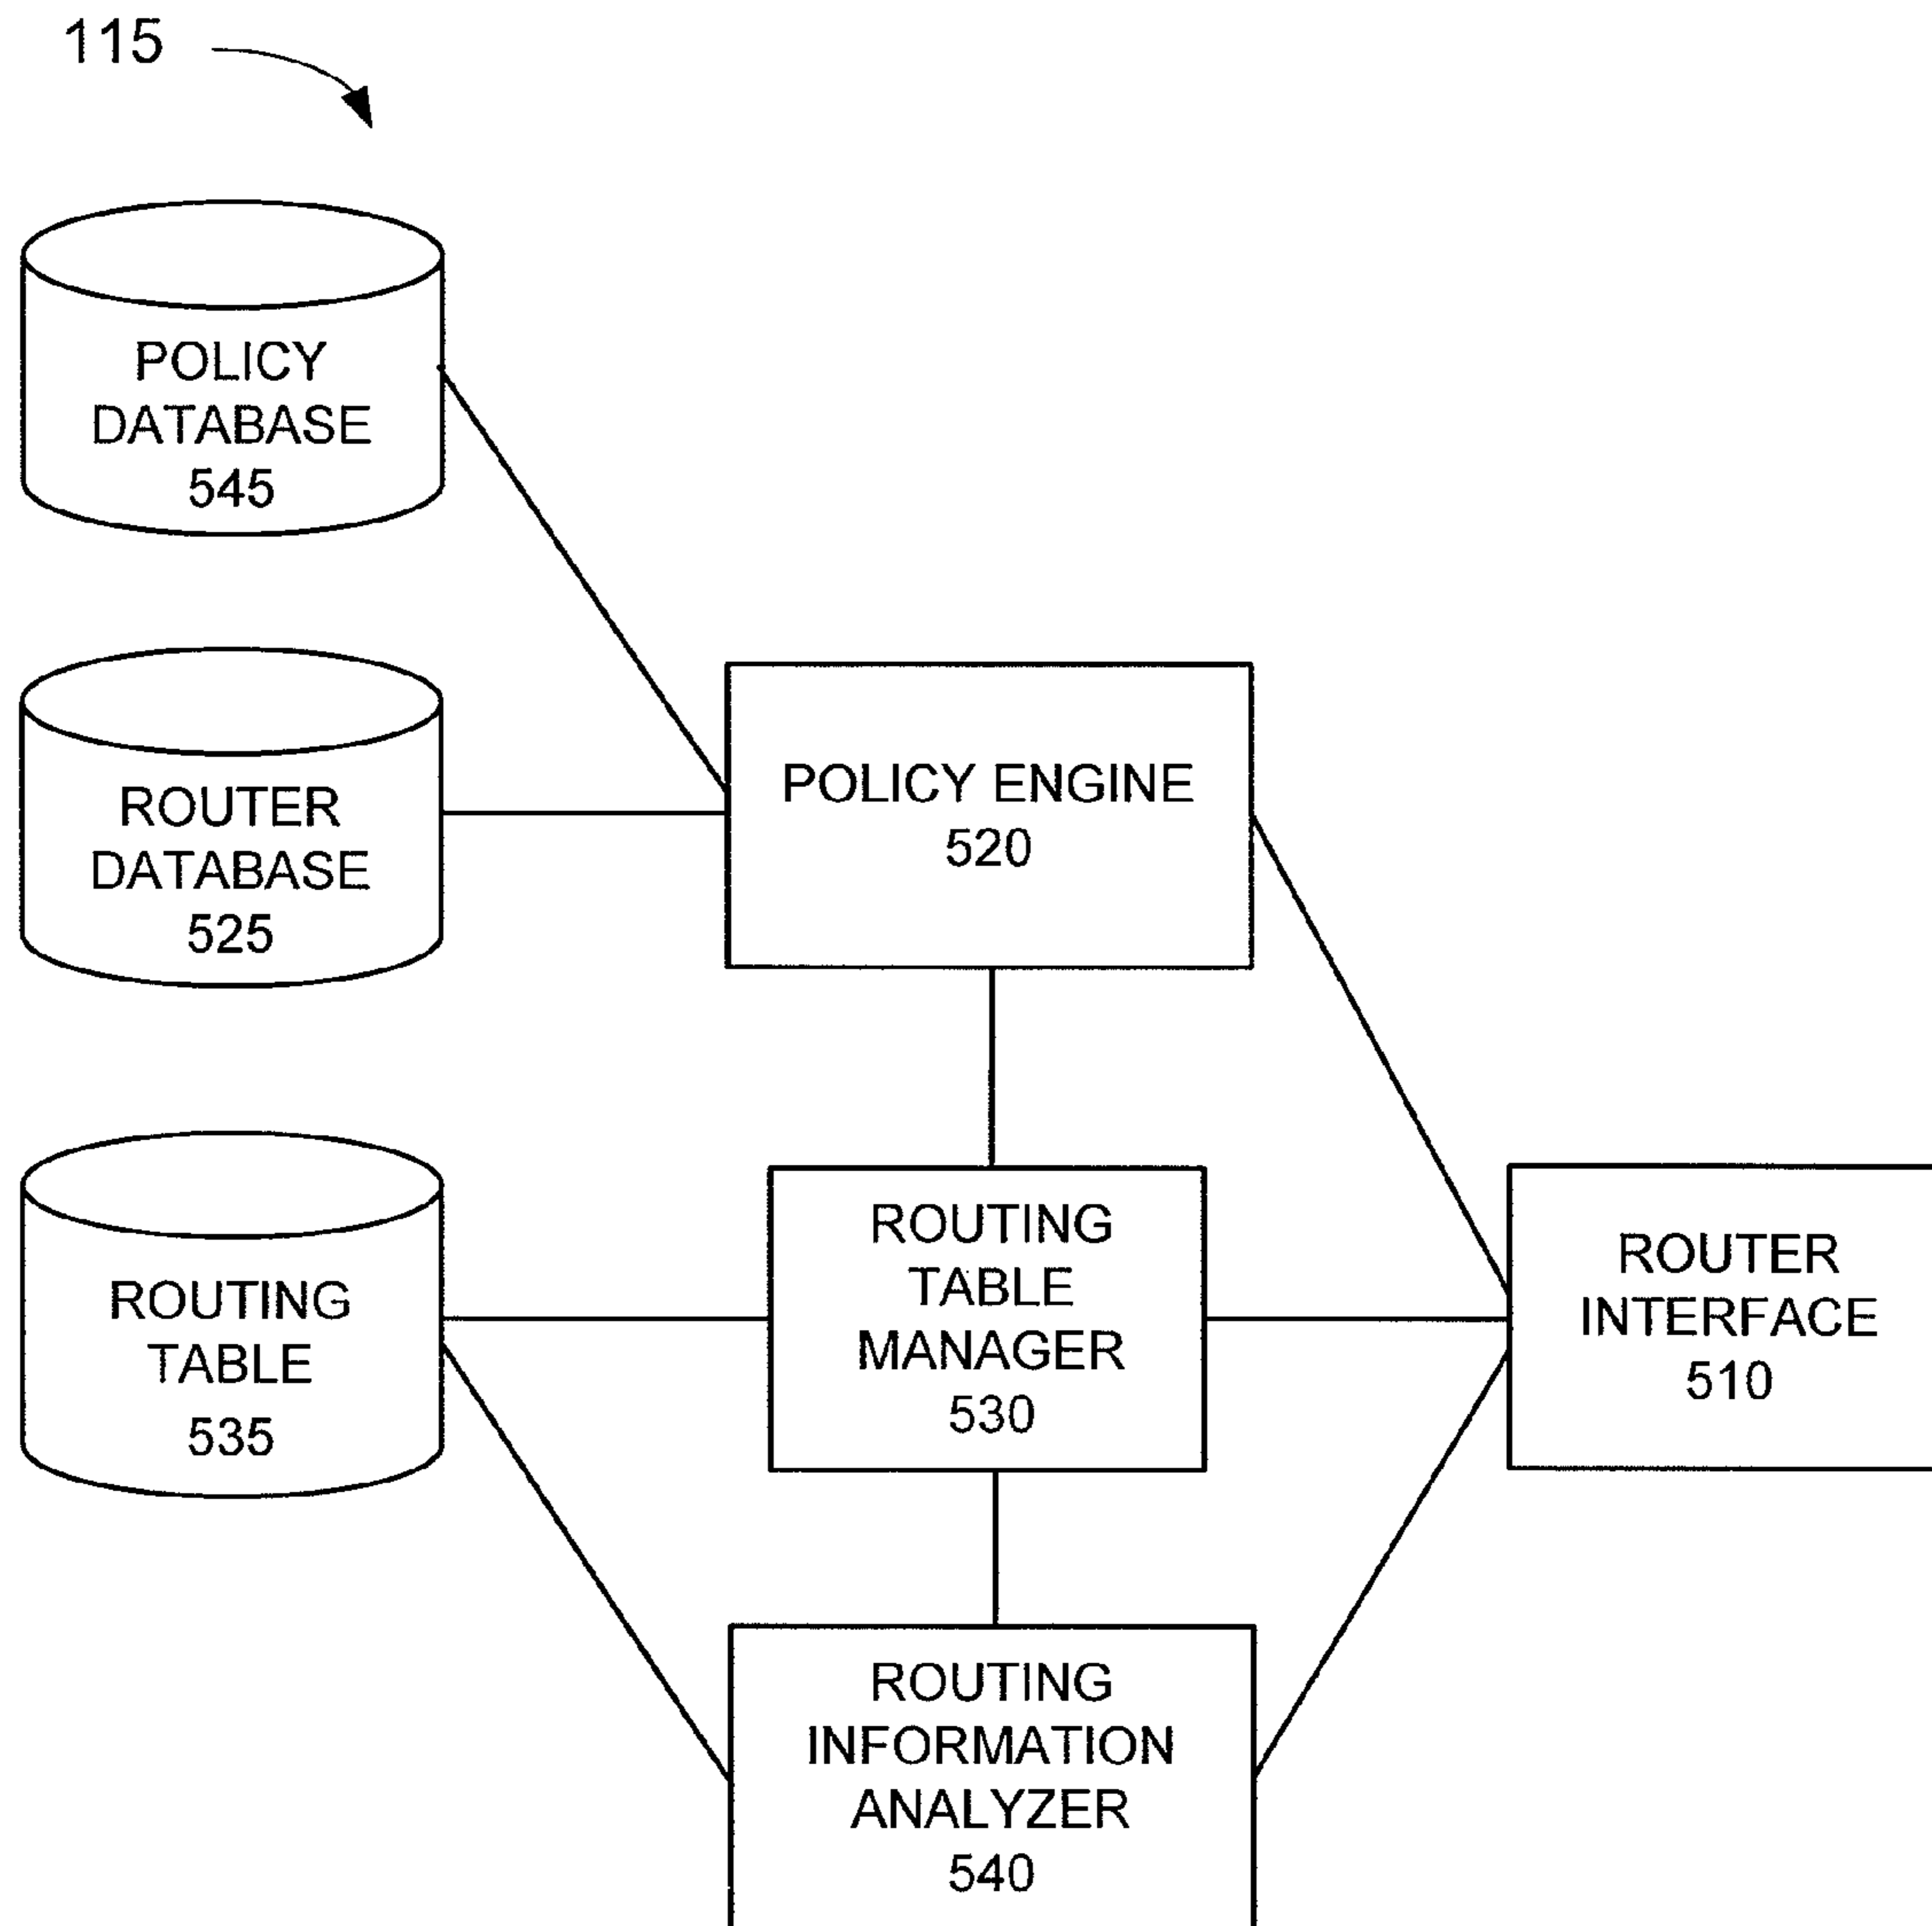 115
POLICY
DATABASE
545
ROUTER
DATABASE
525
POLICY ENGINE
520
ROUTING
TABLE
535
ROUTING
TABLE
MANAGER
530
ROUTER
INTERFACE
510
ROUTING
INFORMATION
ANALYZER
540